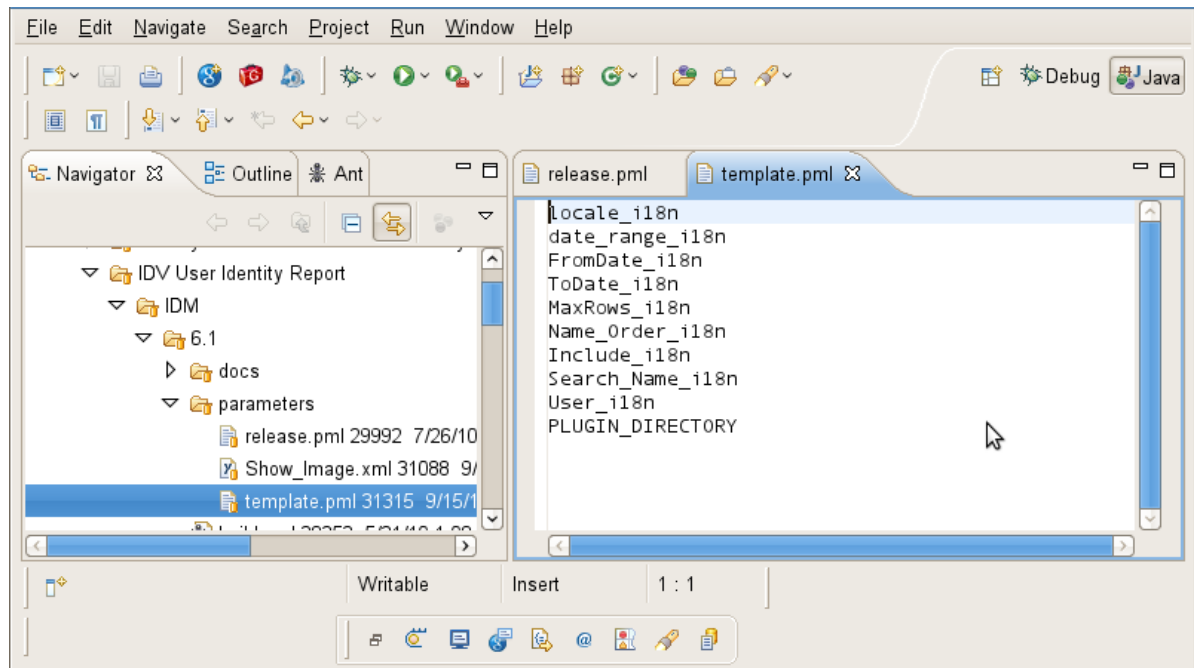 File Edit Navigate Search Project Run Window Help
Debug Java
Navigator Outline Ant
release.pml template.pml
IDV User Identity Report
IDM
6.1
docs
parameters
release.pml 29992 7/26/10
Show_Image.xml 31088 9/
template.pml 31315 9/15/1
locale_i18n
date_range_i18n
FromDate_i18n
ToDate_i18n
MaxRows_i18n
Name_Order_i18n
Include_i18n
Search_Name_i18n
User_i18n
PLUGIN_DIRECTORY
Writable Insert 1 : 1